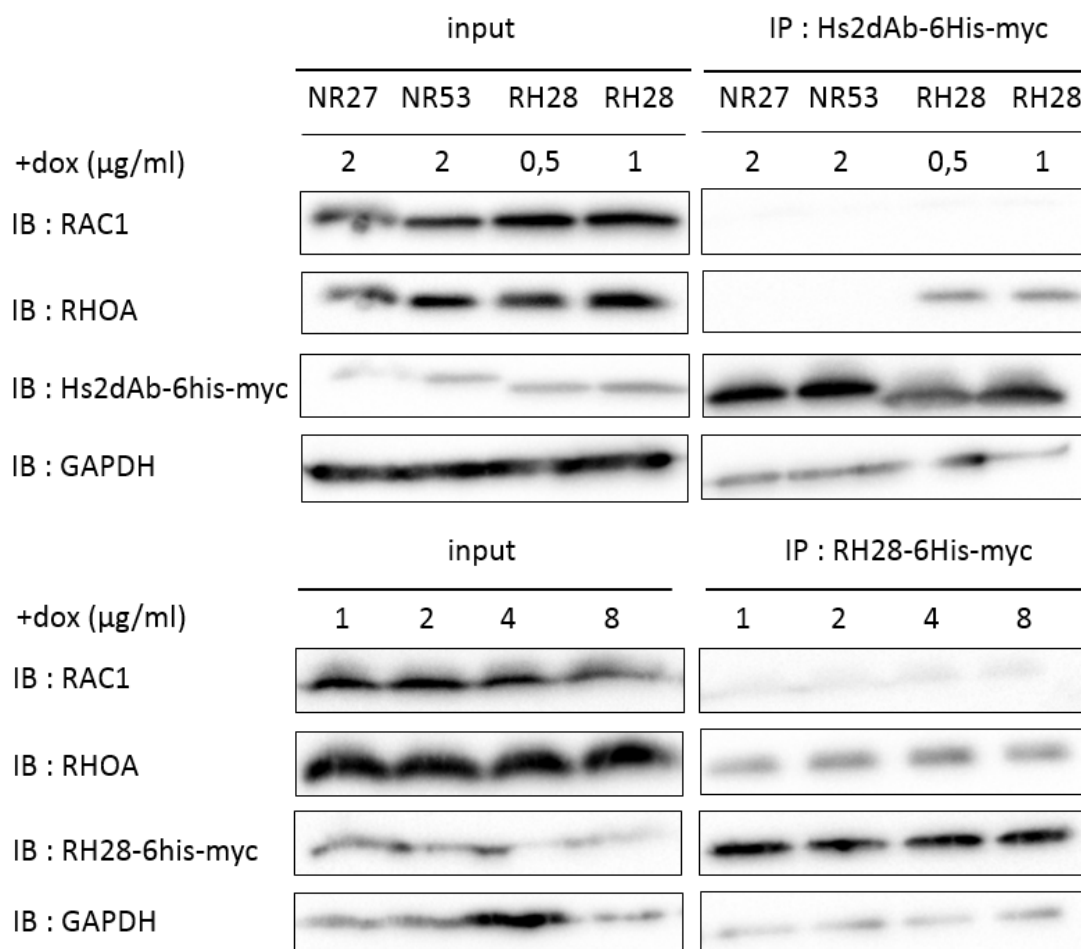 input IP : Hs2dAb-6His-myc
NR27 NR53 RH28 RH28 NR27 NR53 RH28 RH28
+dox (µg/ml) 2 2 0,5 1 2 2 0,5 1
IB : RAC1
IB : RHOA
IB : Hs2dAb-6his-myc
IB : GAPDH
input IP : RH28-6His-myc
+dox (µg/ml) 1 2 4 8 1 2 4 8
IB : RAC1
IB : RHOA
IB : RH28-6his-myc
IB : GAPDH